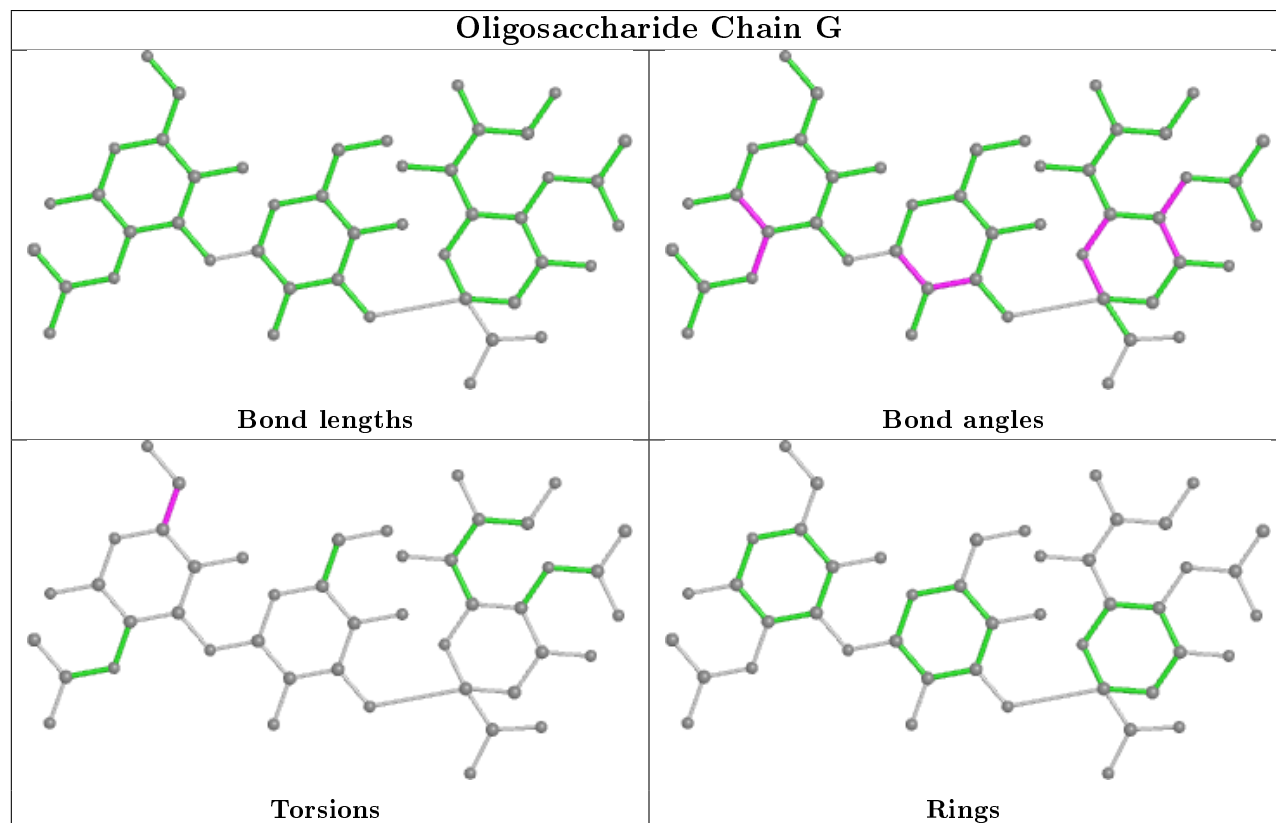 Oligosaccharide Chain G
Bond lengths
Bond angles
Torsions
Rings